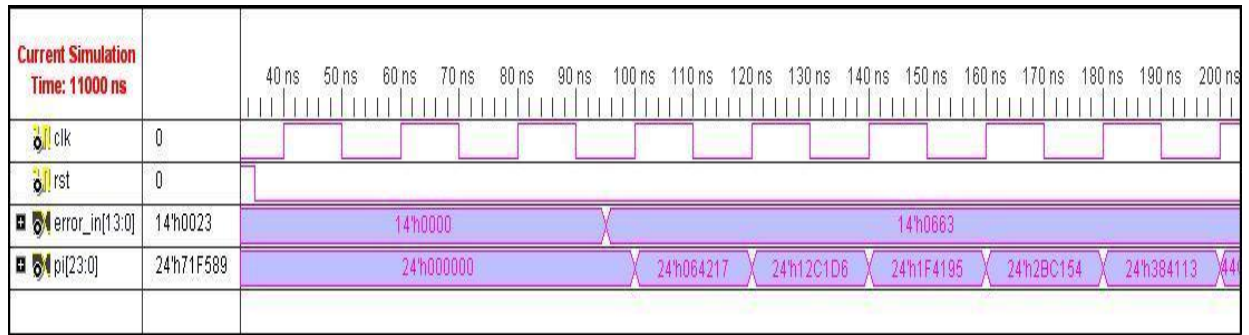 Current Simulation
Time: 11000 ns
40 ns 50 ns 60 ns 70 ns 80 ns 90 ns 100 ns 110 ns 120 ns 130 ns 140 ns 150 ns 160 ns 170 ns 180 ns 190 ns 200 ns
clk 0
rst 0
error_in[13:0] 14'h0023 14'h0000 14'h0663
pi[23:0] 24'h71F589 24'h000000 24'h064217 24'h12C1D6 24'h1F4195 24'h2BC154 24'h384113